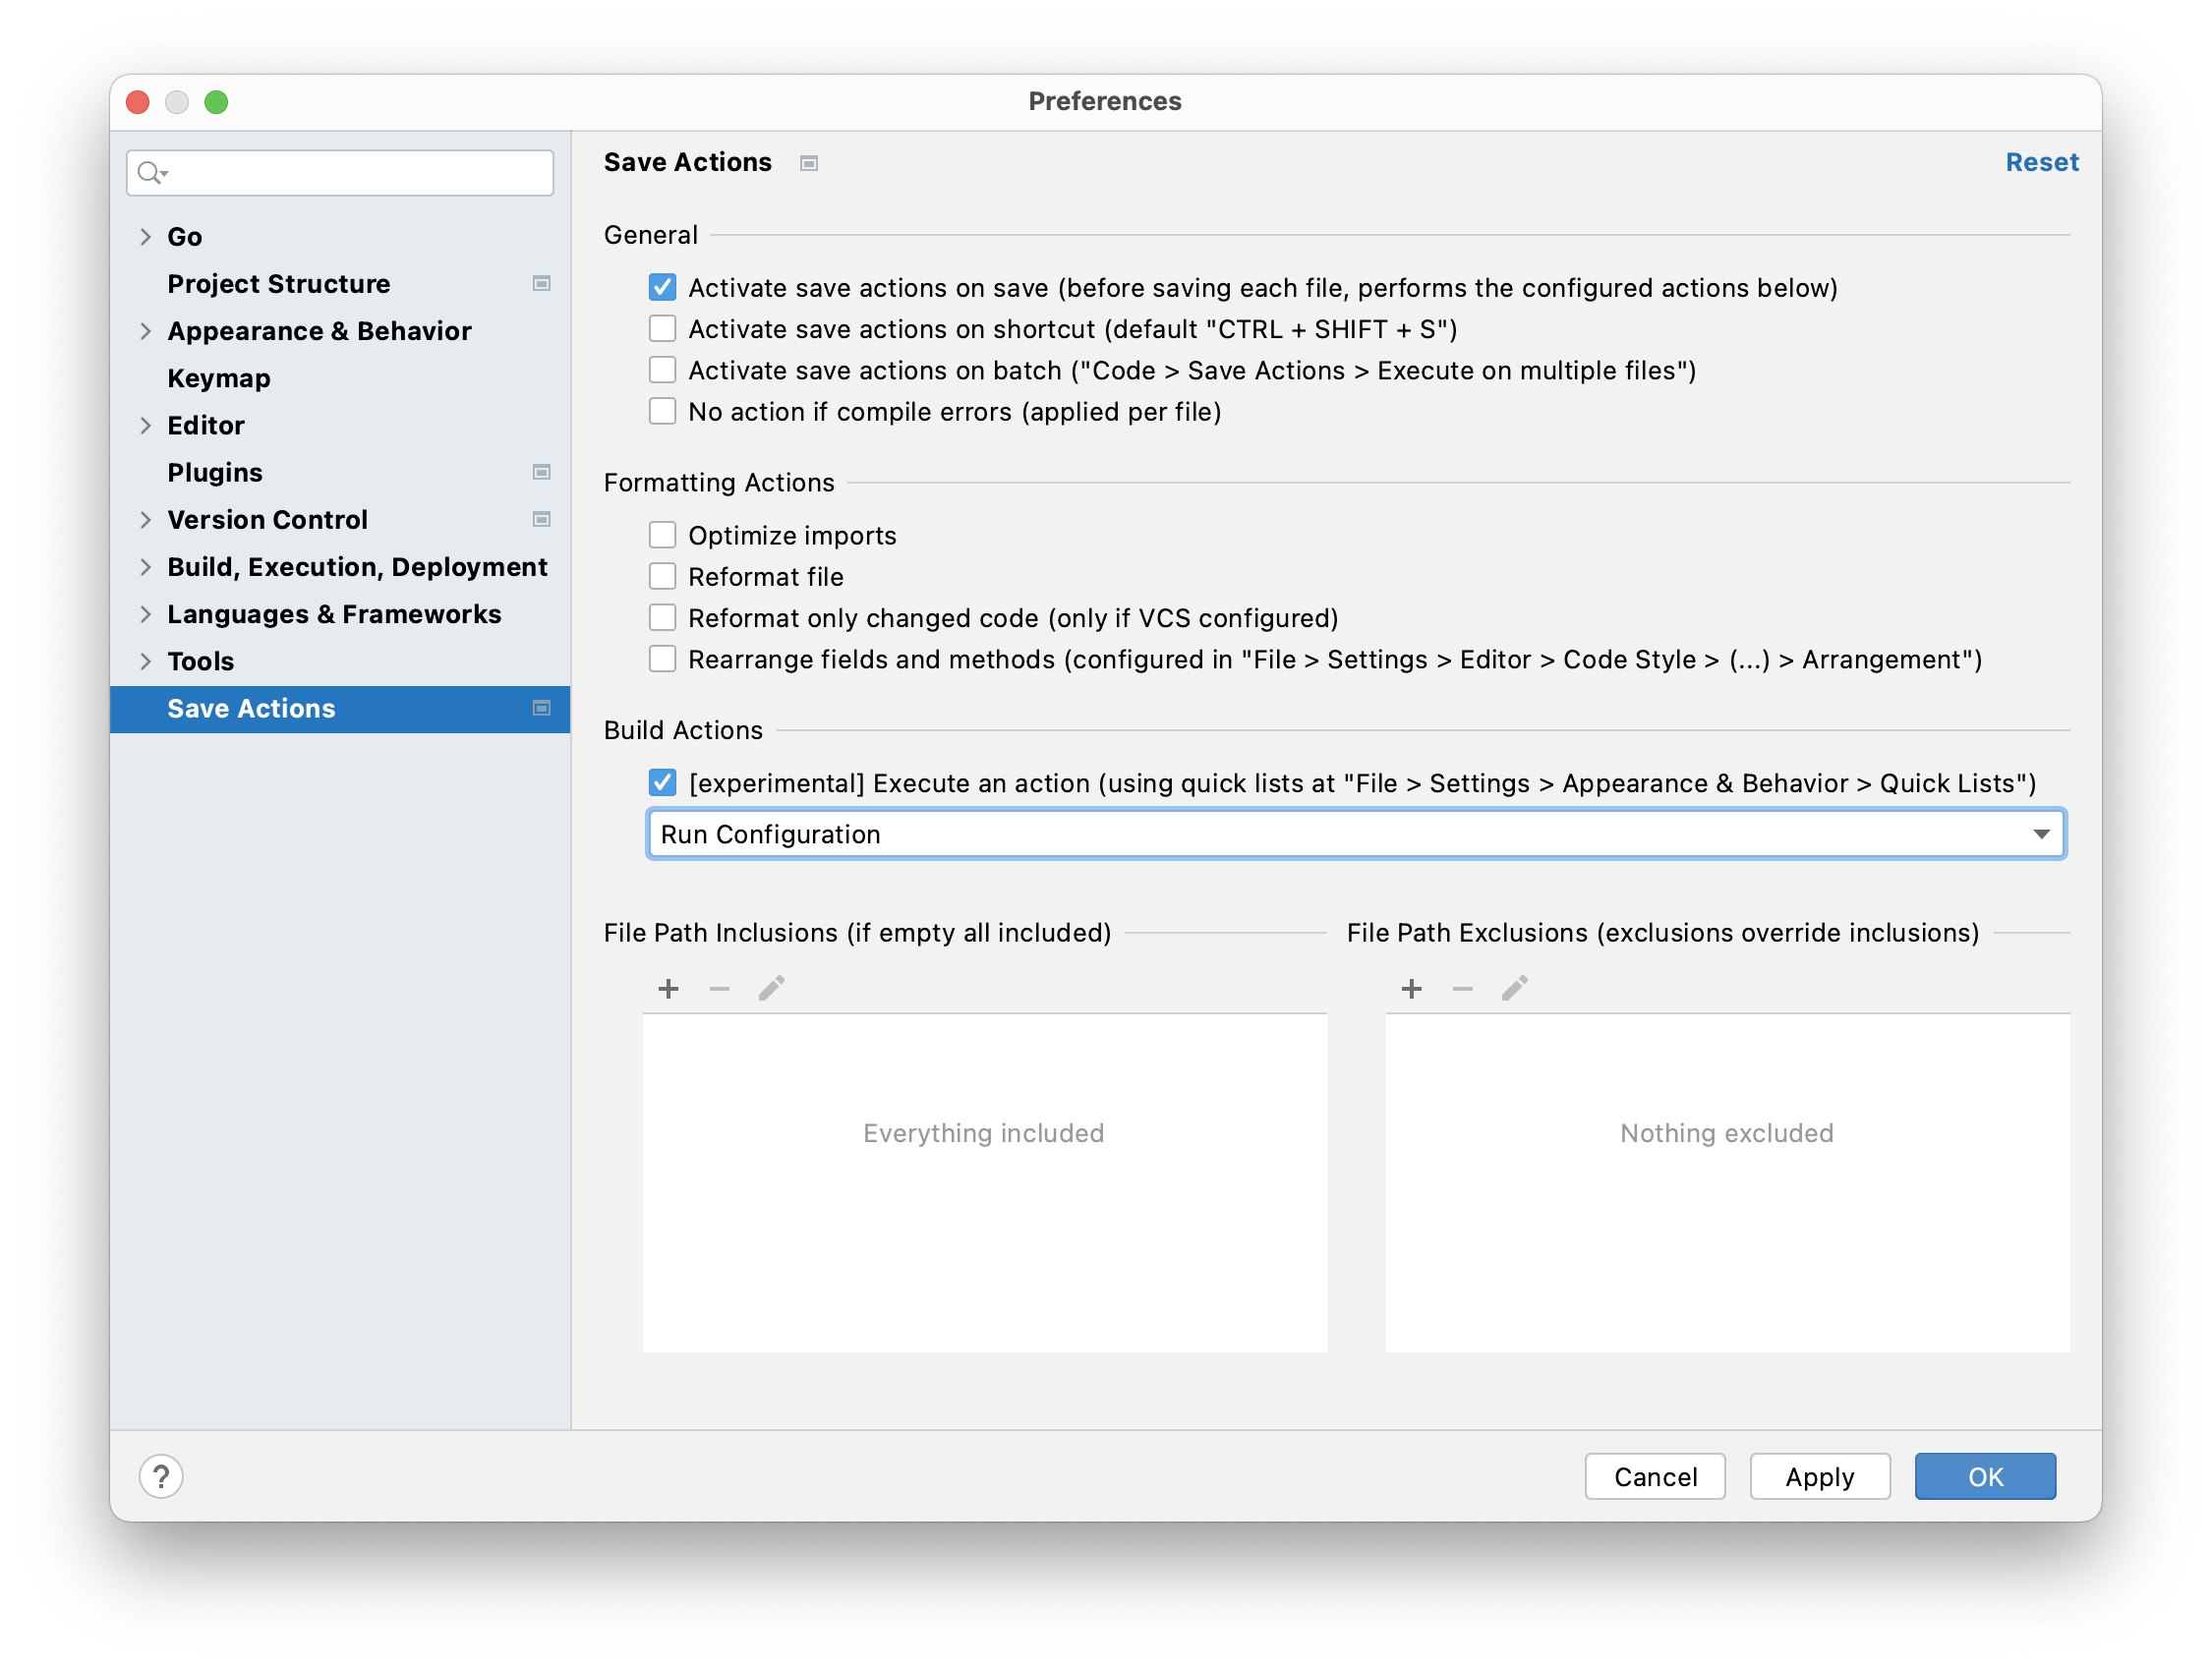 Preferences
Go
Project Structure
Appearance & Behavior
Keymap
Editor
Plugins
Version Control
Build, Execution, Deployment
Languages & Frameworks
Tools
Save Actions
Save Actions
Reset
General
Activate save actions on save (before saving each file, performs the configured actions below)
Activate save actions on shortcut (default "CTRL + SHIFT + S")
Activate save actions on batch ("Code > Save Actions > Execute on multiple files")
No action if compile errors (applied per file)
Formatting Actions
Optimize imports
Reformat file
Reformat only changed code (only if VCS configured)
Rearrange fields and methods (configured in "File > Settings > Editor > Code Style > (...) > Arrangement")
Build Actions
[experimental] Execute an action (using quick lists at "File > Settings > Appearance & Behavior > Quick Lists")
Run Configuration
File Path Inclusions (if empty all included)
Everything included
File Path Exclusions (exclusions override inclusions)
Nothing excluded
?
Cancel
Apply
OK